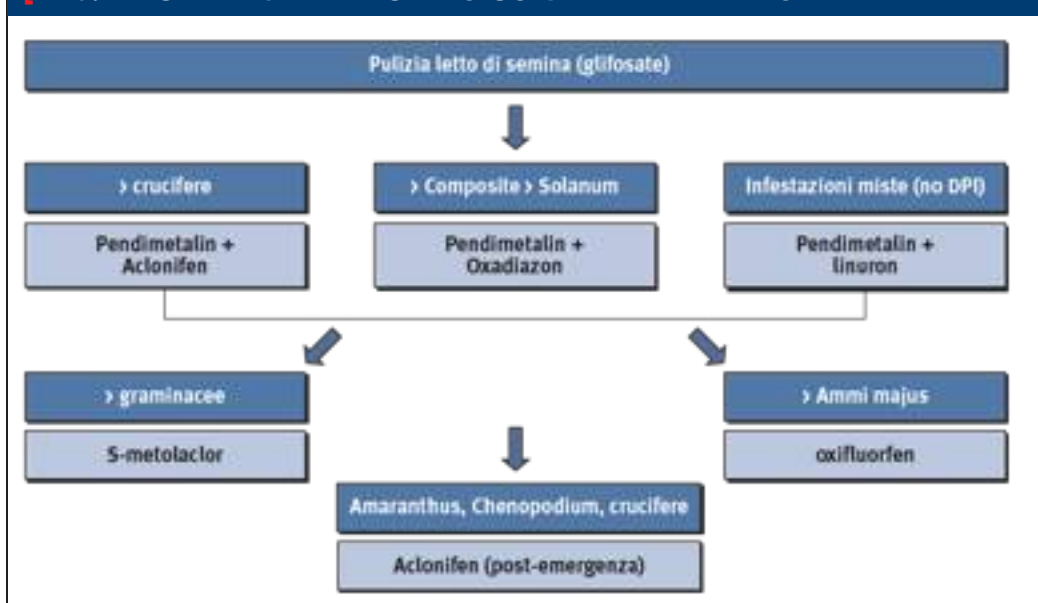 Pulizia letto di semina (glifosate)
> crucifere
Pendimetalin +
Aclonifen
> Composite > Solanum
Pendimetalin +
Oxadiazon
Infestazioni miste (no DPI)
Pendimetalin +
linuron
> graminacee
S-metolaclor
> Ammi majus
oxifluorfen
Amaranthus, Chenopodium, crucifere
Aclonifen (post-emergenza)